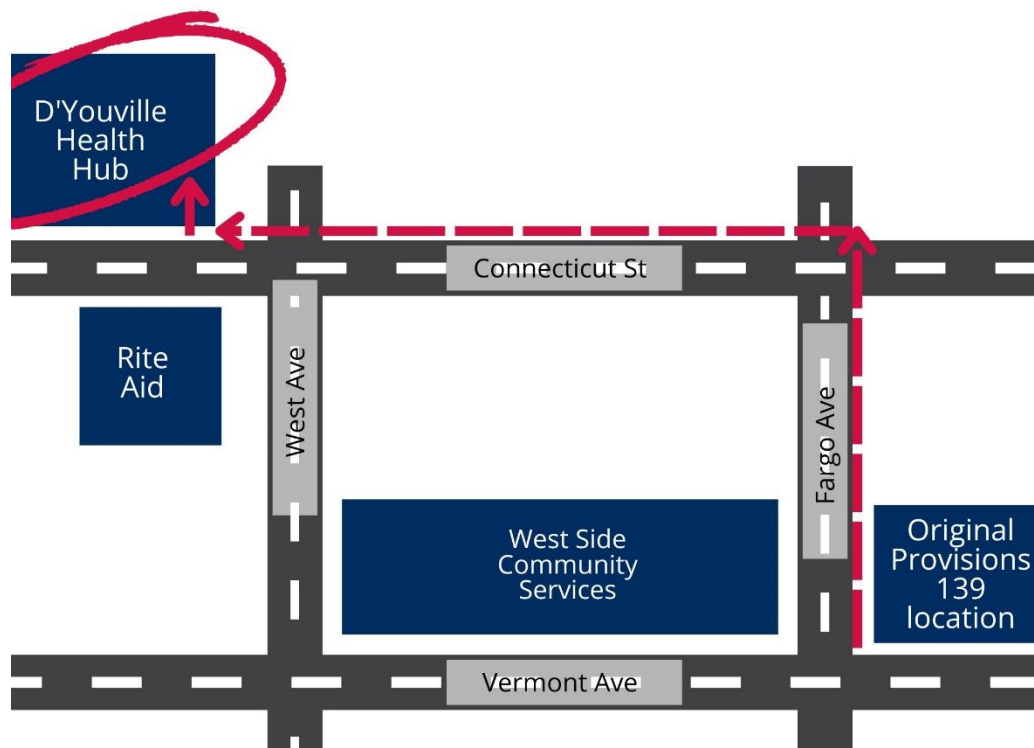 D'Youville
Health
Hub
Connecticut St
Rite
Aid
West Ave
Fargo Ave
West Side
Community
Services
Original
Provisions
139
location
Vermont Ave